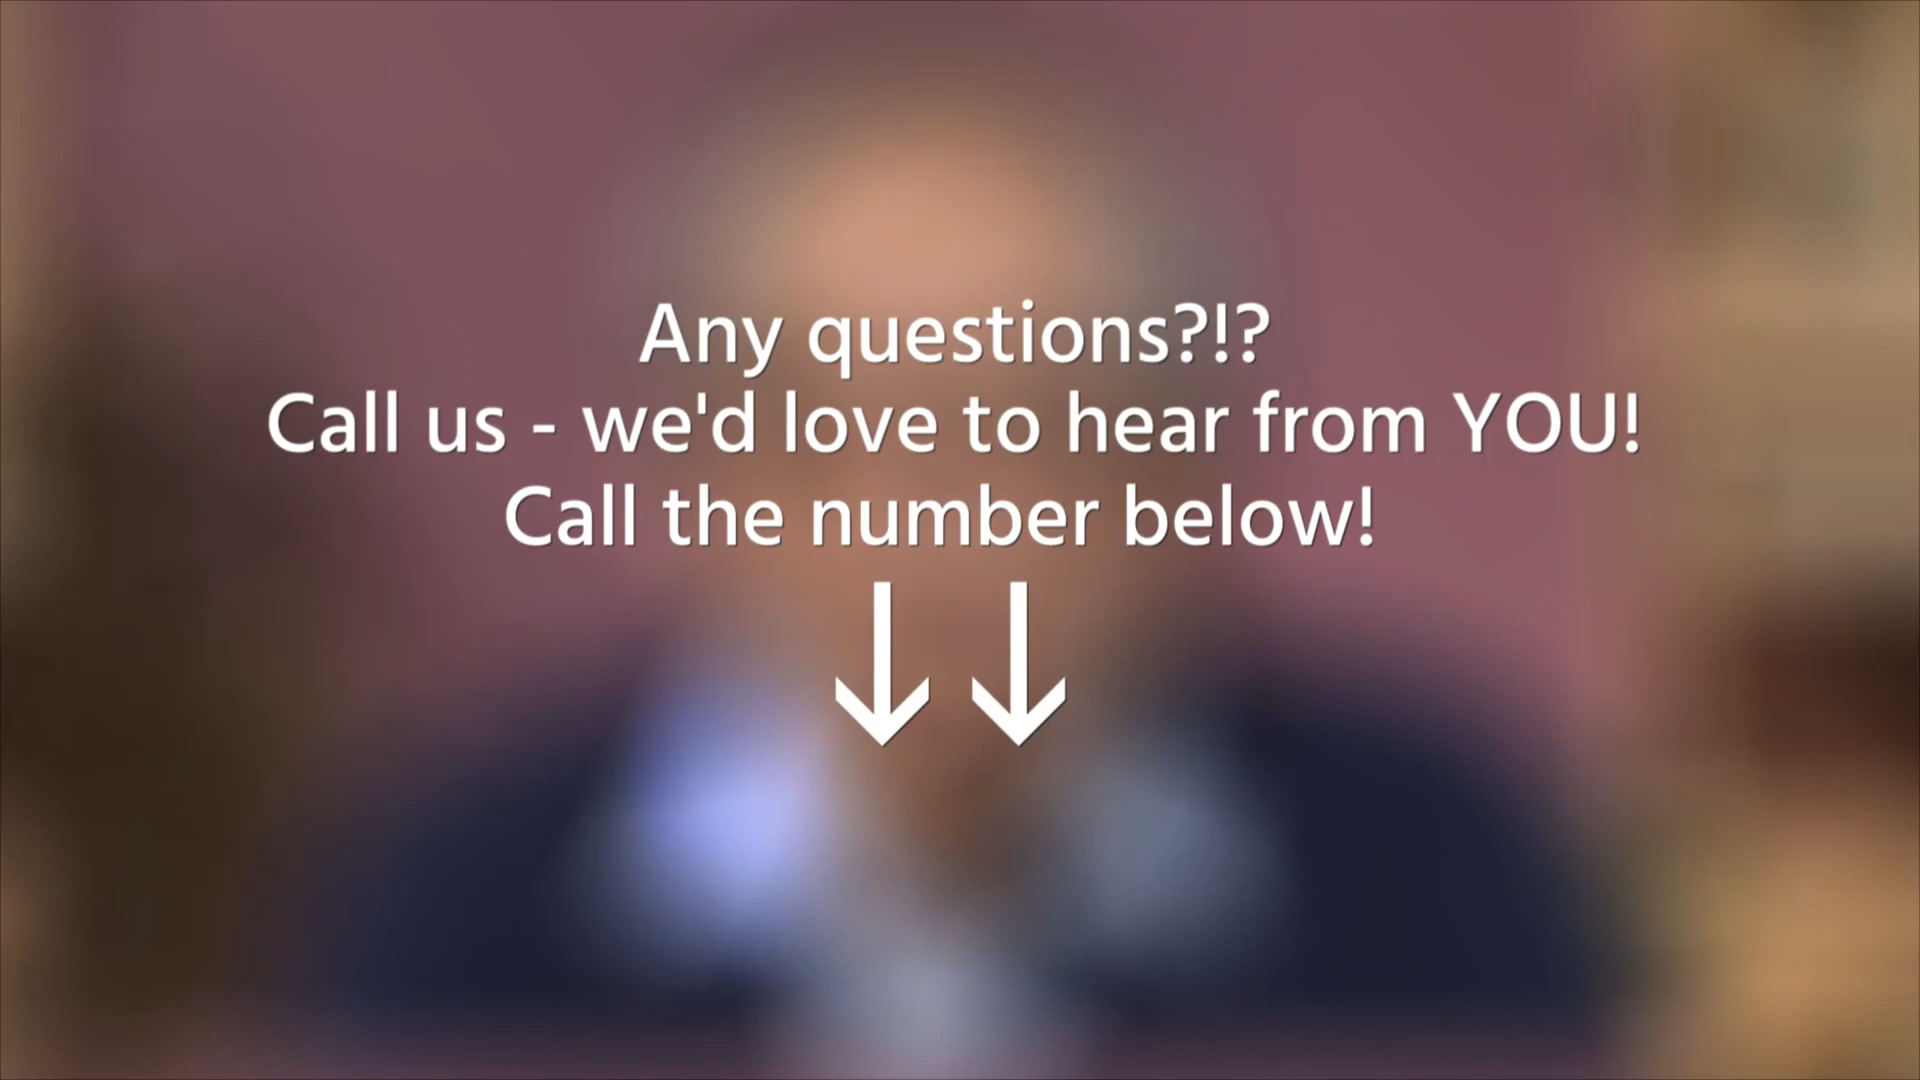 Any questions?!?
Call us - we'd love to hear from YOU!
Call the number below!
↓↓